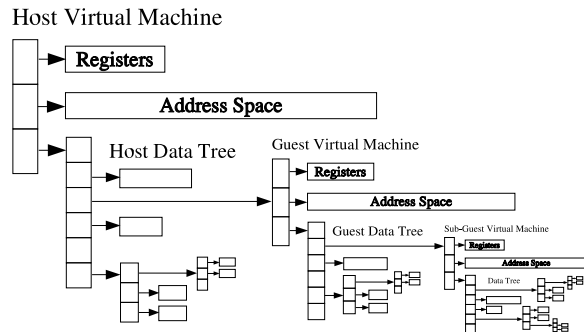 Host Virtual Machine
Registers
Address Space
Host Data Tree
Guest Virtual Machine
Registers
Address Space
Guest Data Tree
Sub-Guest Virtual Machine
Registers
Address Space
Data Tree